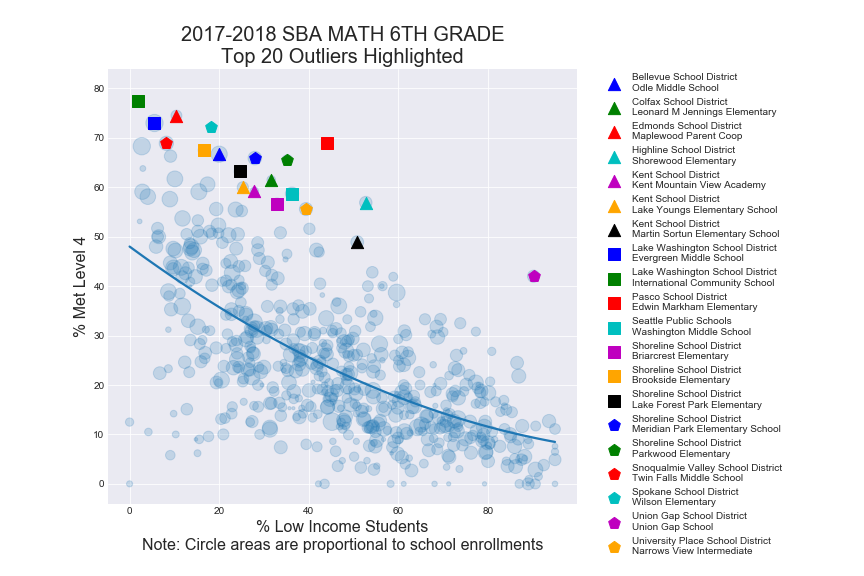 2017-2018 SBA MATH 6TH GRADE
Top 20 Outliers Highlighted
% Met Level 4
80
70
60
50
40
30
20
10
0
0
20
40
60
80
% Low Income Students
Note: Circle areas are proportional to school enrollments
Bellevue School District
Odle Middle School
Colfax School District
Leonard M Jennings Elementary
Edmonds School District
Maplewood Parent Coop
Highline School District
Shorewood Elementary
Kent School District
Kent Mountain View Academy
Kent School District
Lake Youngs Elementary School
Kent School District
Martin Sortun Elementary School
Lake Washington School District
Evergreen Middle School
Lake Washington School District
International Community School
Pasco School District
Edwin Markham Elementary
Seattle Public Schools
Washington Middle School
Shoreline School District
Briarcrest Elementary
Shoreline School District
Brookside Elementary
Shoreline School District
Lake Forest Park Elementary
Shoreline School District
Meridian Park Elementary School
Shoreline School District
Parkwood Elementary
Snoqualmie Valley School District
Twin Falls Middle School
Spokane School District
Wilson Elementary
Union Gap School District
Union Gap School
University Place School District
Narrows View Intermediate